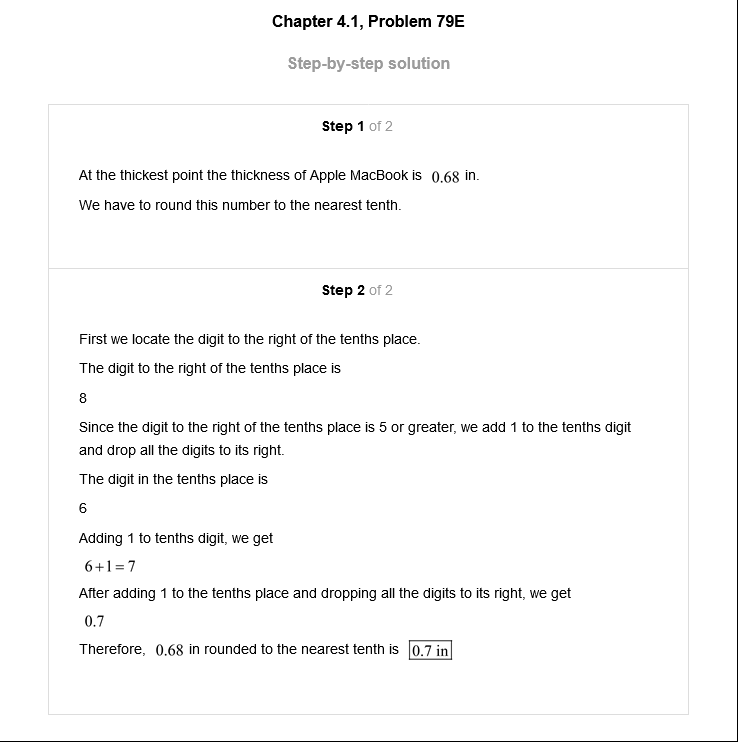 Chapter 4.1, Problem 79E
Step-by-step solution
Step 1 of 2
At the thickest point the thickness of Apple MacBook is 0.68 in.
We have to round this number to the nearest tenth.
Step 2 of 2
First we locate the digit to the right of the tenths place.
The digit to the right of the tenths place is
8
Since the digit to the right of the tenths place is 5 or greater, we add 1 to the tenths digit
and drop all the digits to its right.
The digit in the tenths place is
6
Adding 1 to tenths digit, we get
6+1=7
After adding 1 to the tenths place and dropping all the digits to its right, we get
0.7
Therefore, 0.68 in rounded to the nearest tenth is 0.7 in